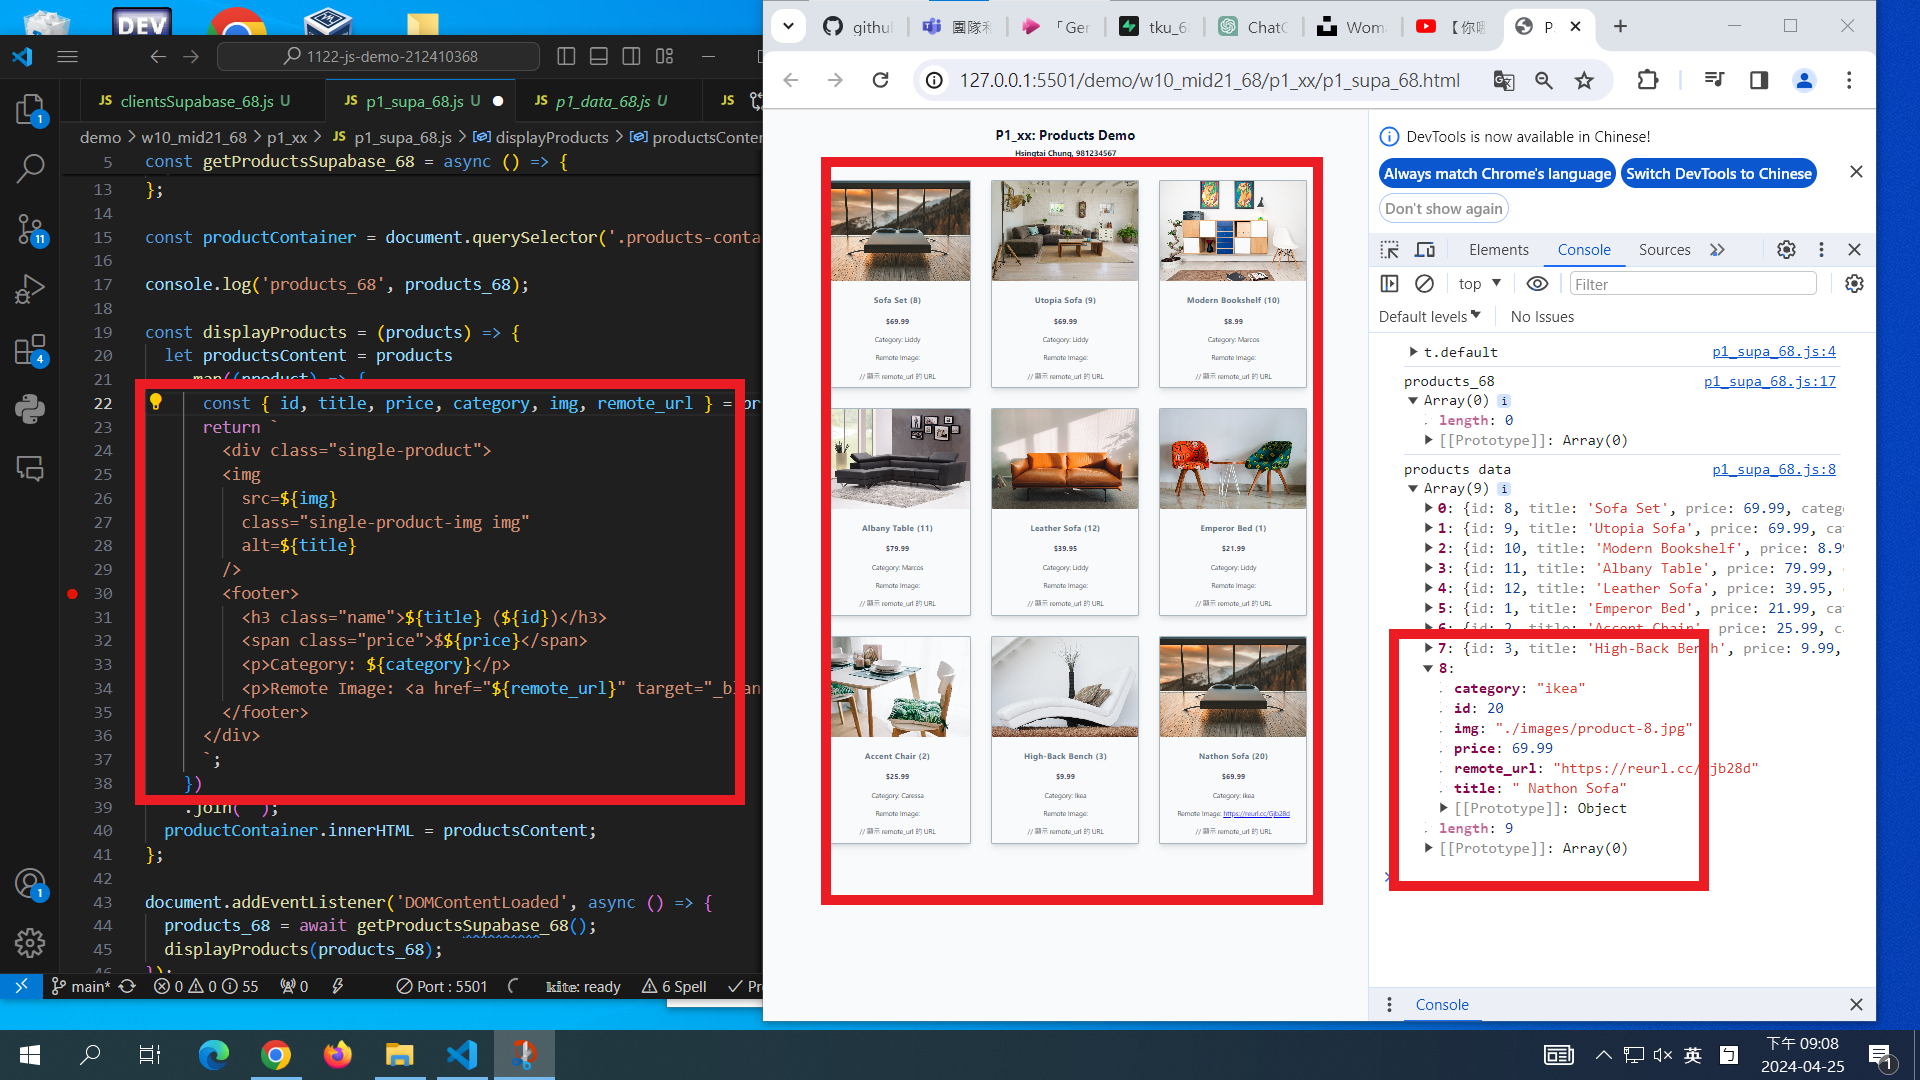 DEV
1122-js-demo-212410368
JS clientsSupabase_68.js U
JS p1_supa_68.js U
JS p1_data_68.js U
JS
demo > w10_mid21_68 > p1_xx > JS p1_supa_68.js > displayProducts > productsConten
5 const getProductsSupabase_68 = async () => {
13 };
14
15 const productContainer = document.querySelector('.products-conta
16
17 console.log('products_68', products_68);
18
19 const displayProducts = (products) => {
20 let productsContent = products
21 .map((product) => {
22 const { id, title, price, category, img, remote_url } = pr
23 return `
24 <div class="single-product">
25 <img
26 src=${img}
27 class="single-product-img img"
28 alt=${title}
29 />
30 <footer>
31 <h3 class="name">${title} (${id})</h3>
32 <span class="price">$${price}</span>
33 <p>Category: ${category}</p>
34 <p>Remote Image: <a href="${remote_url}" target="_blan
35 </footer>
36 </div>
37 `;
38 })
39 .join('');
40 productContainer.innerHTML = productsContent;
41 };
42
43 document.addEventListener('DOMContentLoaded', async () => {
44 products_68 = await getProductsSupabase_68();
45 displayProducts(products_68);
46 });
main* 0 0 55 0 Port : 5501 kite: ready 6 Spell Pr
1
11
4
1
githu
團隊利
「Ger
tku_6
ChatG
Wom
P
127.0.0.1:5501/demo/w10_mid21_68/p1_xx/p1_supa_68.html
P1_xx: Products Demo
Hsingtai Chung, 981234567
Sofa Set (8)
$69.99
Category: Liddy
Remote Image:
// 顯示 remote_url 的 URL
Utopia Sofa (9)
$69.99
Category: Liddy
Remote Image:
// 顯示 remote_url 的 URL
Modern Bookshelf (10)
$8.99
Category: Marcos
Remote Image:
// 顯示 remote_url 的 URL
Albany Table (11)
$79.99
Category: Marcos
Remote Image:
// 顯示 remote_url 的 URL
Leather Sofa (12)
$39.95
Category: Liddy
Remote Image:
// 顯示 remote_url 的 URL
Emperor Bed (1)
$21.99
Category: Liddy
Remote Image:
// 顯示 remote_url 的 URL
Accent Chair (2)
$25.99
Category: Caressa
Remote Image:
// 顯示 remote_url 的 URL
High-Back Bench (3)
$9.99
Category: Ikea
Remote Image:
// 顯示 remote_url 的 URL
Nathon Sofa (20)
$69.99
Category: ikea
Remote Image: https://reurl.cc/Gjb28d
// 顯示 remote_url 的 URL
DevTools is now available in Chinese!
Always match Chrome's language
Switch DevTools to Chinese
Don't show again
Elements Console Sources
top Filter
Default levels No Issues
t.default p1_supa_68.js:4
products_68 p1_supa_68.js:17
Array(0)
length: 0
[[Prototype]]: Array(0)
products data p1_supa_68.js:8
Array(9)
0: {id: 8, title: 'Sofa Set', price: 69.99, catego
1: {id: 9, title: 'Utopia Sofa', price: 69.99, ca
2: {id: 10, title: 'Modern Bookshelf', price: 8.99
3: {id: 11, title: 'Albany Table', price: 79.99,
4: {id: 12, title: 'Leather Sofa', price: 39.95,
5: {id: 1, title: 'Emperor Bed', price: 21.99, ca
6: {id: 2, title: 'Accent Chair', price: 25.99, c
7: {id: 3, title: 'High-Back Bench', price: 9.99,
8:
category: "ikea"
id: 20
img: "./images/product-8.jpg"
price: 69.99
remote_url: "https://reurl.cc/ jb28d"
title: " Nathon Sofa"
[[Prototype]]: Object
length: 9
[[Prototype]]: Array(0)
Console
英
下午 09:08
2024-04-25
1